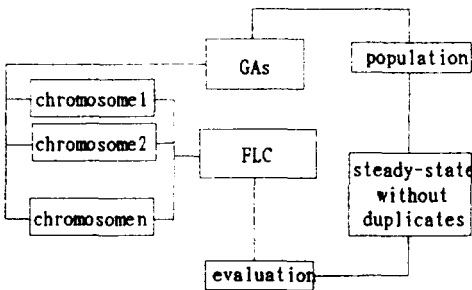 GAs
population
chromosome1
chromosome2
FLC
steady-state
without
duplicates
chromosomen
evaluation